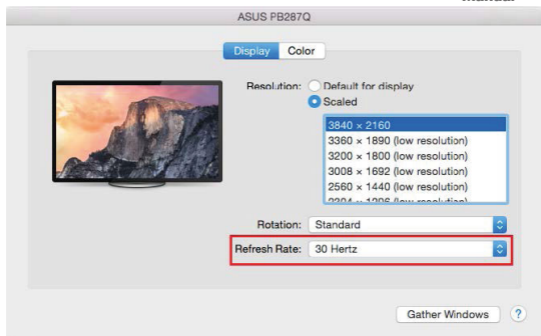 ASUS PB287Q
Display Color
Resolution: Default for display
Scaled
3840 × 2160
3360 × 1890 (low resolution)
3200 × 1800 (low resolution)
3008 × 1692 (low resolution)
2560 × 1440 (low resolution)
Rotation: Standard
Refresh Rate: 30 Hertz
Gather Windows ?